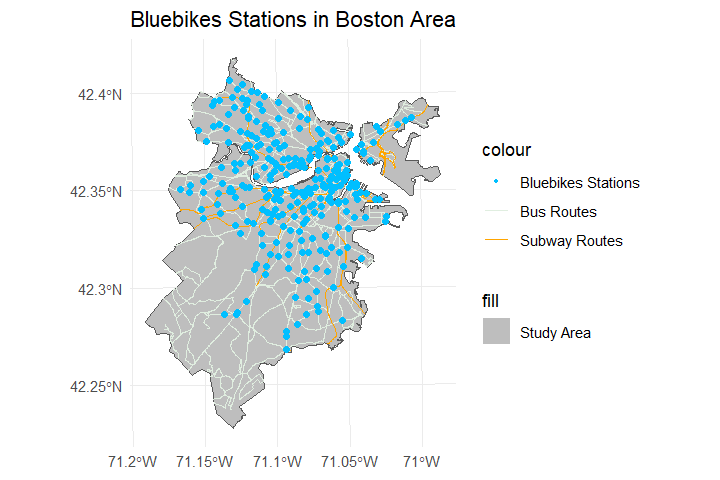 Bluebikes Stations in Boston Area
42.4°N
42.35°N
42.3°N
42.25°N
71.2°W
71.15°W
71.1°W
71.05°W
71°W
colour
Bluebikes Stations
Bus Routes
Subway Routes
fill
Study Area